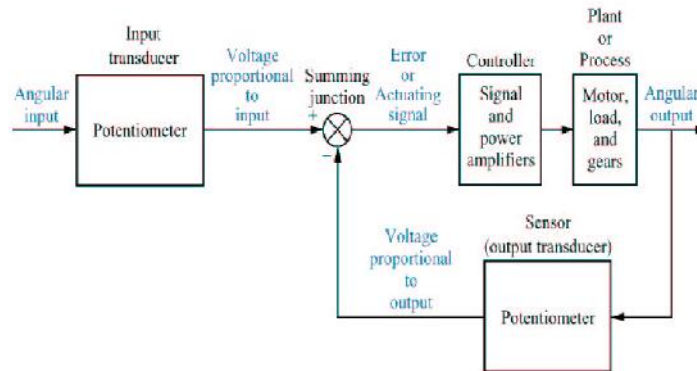 Input
transducer
Angular
input
Potentiometer
Voltage
proportional
to
input
Summing
junction
+
−
Error
or
Actuating
signal
Controller
Signal
and
power
amplifiers
Plant
or
Process
Motor,
load,
and
gears
Angular
output
Voltage
proportional
to
output
Sensor
(output transducer)
Potentiometer